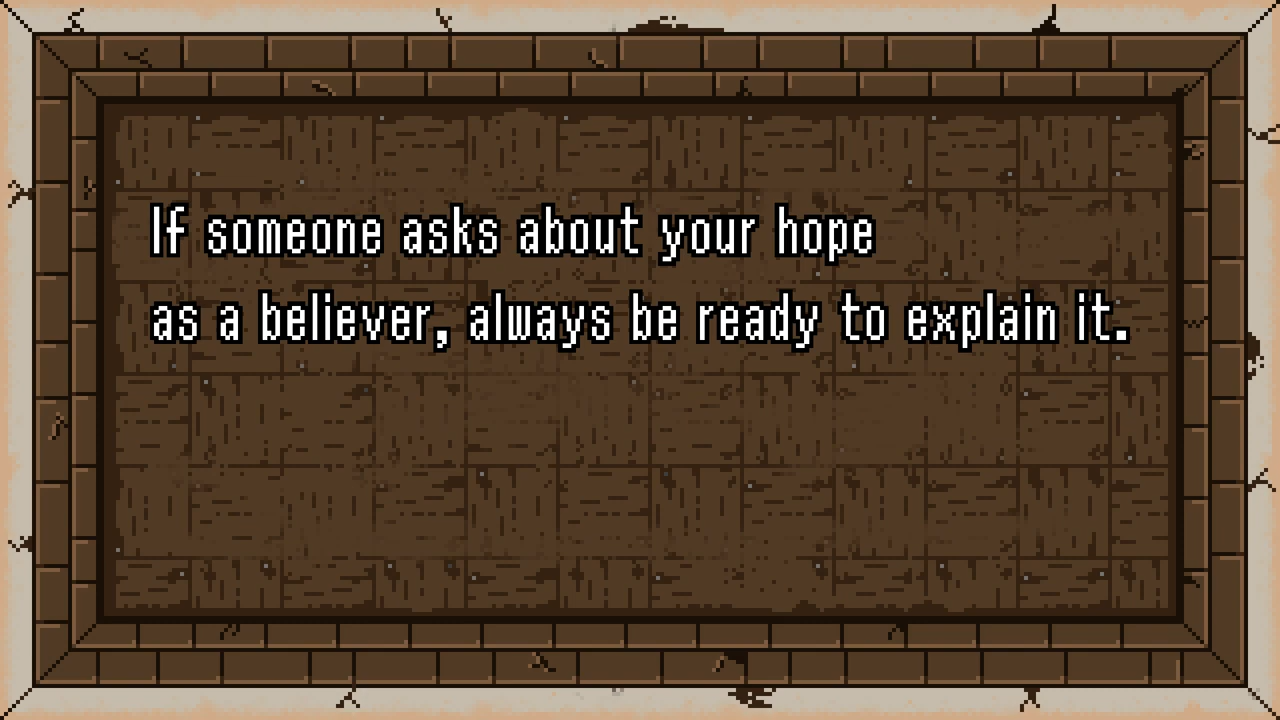 If someone asks about your hope
as a believer, always be ready to explain it.